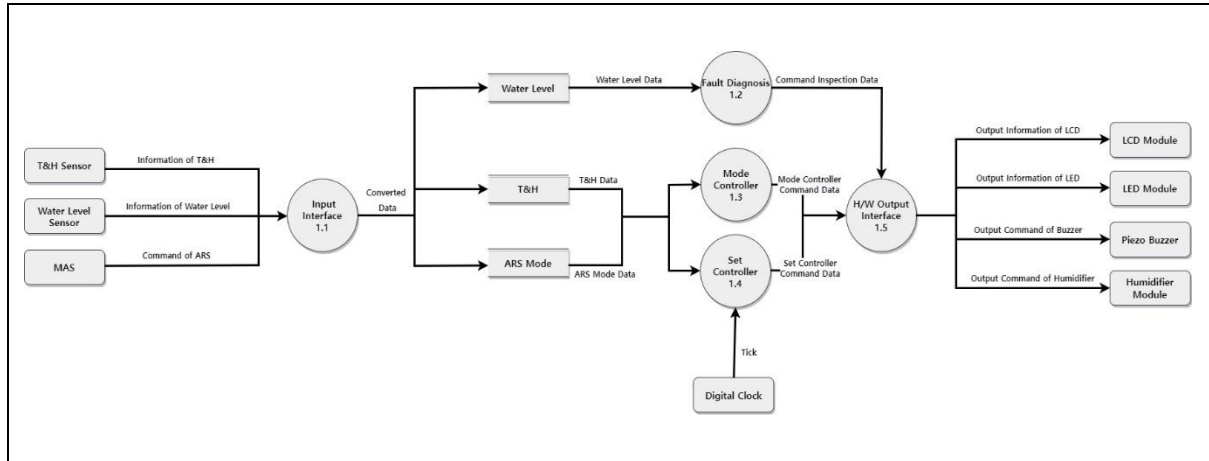 T&H Sensor
Information of T&H
Water Level
Sensor
Information of Water Level
MAS
Command of ARS
Input
Interface
1.1
Converted
Data
Water Level
Water Level Data
T&H
T&H Data
ARS Mode
ARS Mode Data
Fault Diagnosis
1.2
Command Inspection Data
Mode
Controller
1.3
Mode Controller
Command Data
Set
Controller
1.4
Set Controller
Command Data
Tick
Digital Clock
H/W Output
Interface
1.5
Output Information of LCD
LCD Module
Output Information of LED
LED Module
Output Command of Buzzer
Piezo Buzzer
Output Command of Humidifier
Humidifier
Module